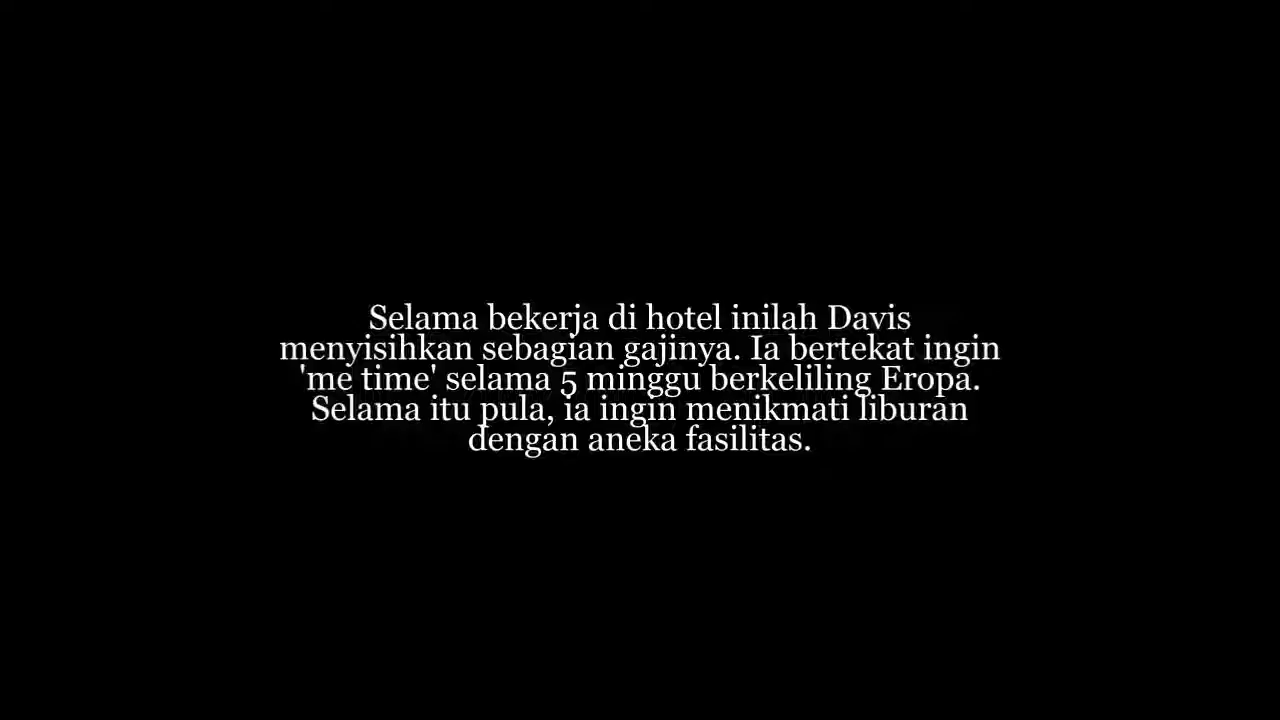 Selama bekerja di hotel inilah Davis
menyisihkan sebagian gajinya. Ia bertekat ingin
'me time' selama 5 minggu berkeliling Eropa.
Selama itu pula, ia ingin menikmati liburan
dengan aneka fasilitas.